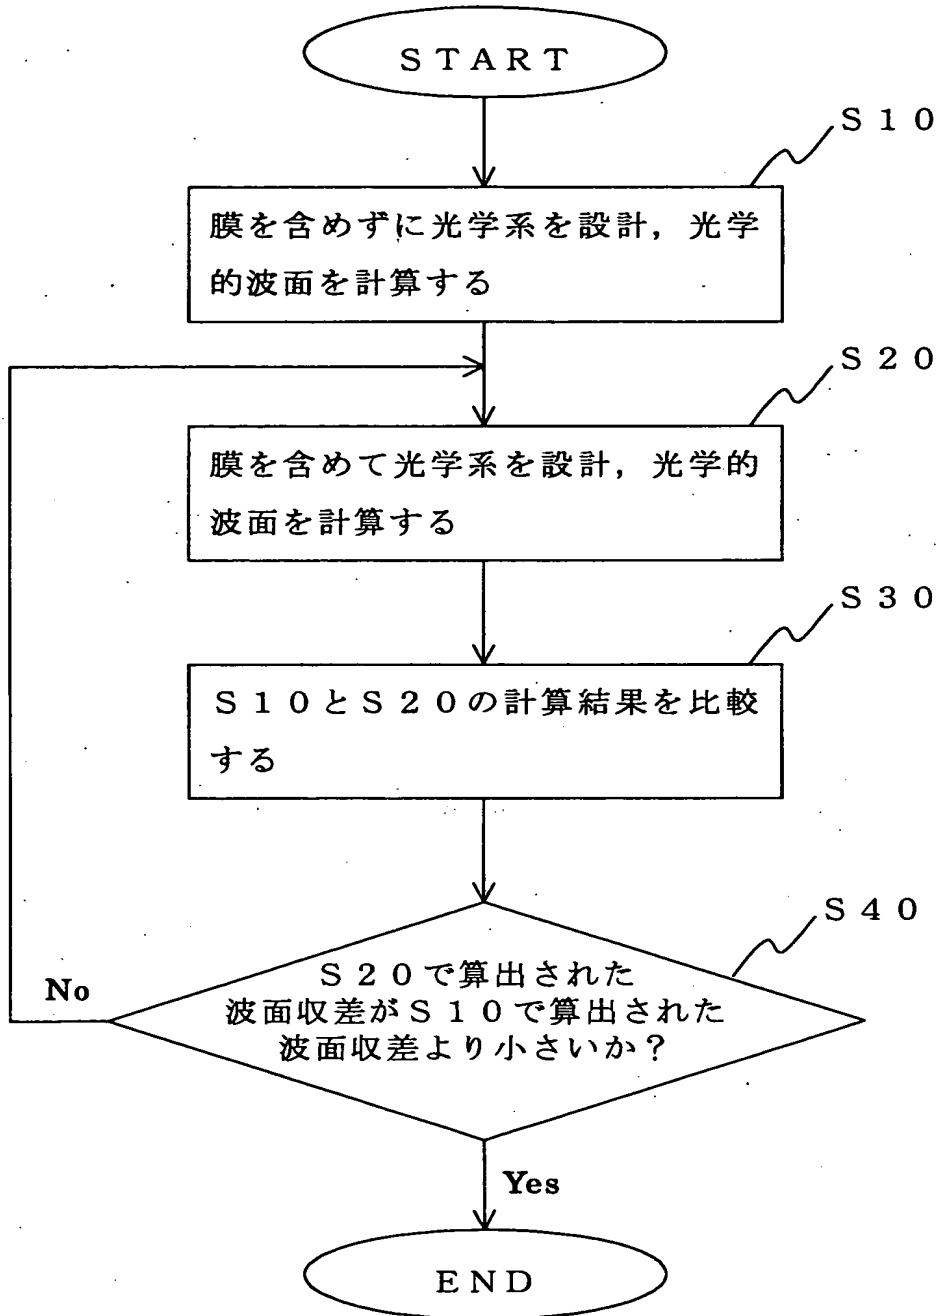 ＳＴＡＲＴ
Ｓ１０
膜を含めずに光学系を設計，光学
的波面を計算する
Ｓ２０
膜を含めて光学系を設計，光学的
波面を計算する
Ｓ３０
Ｓ１０とＳ２０の計算結果を比較
する
Ｓ４０
Ｓ２０で算出された
波面収差がＳ１０で算出された
波面収差より小さいか？
No
Yes
ＥＮＤ